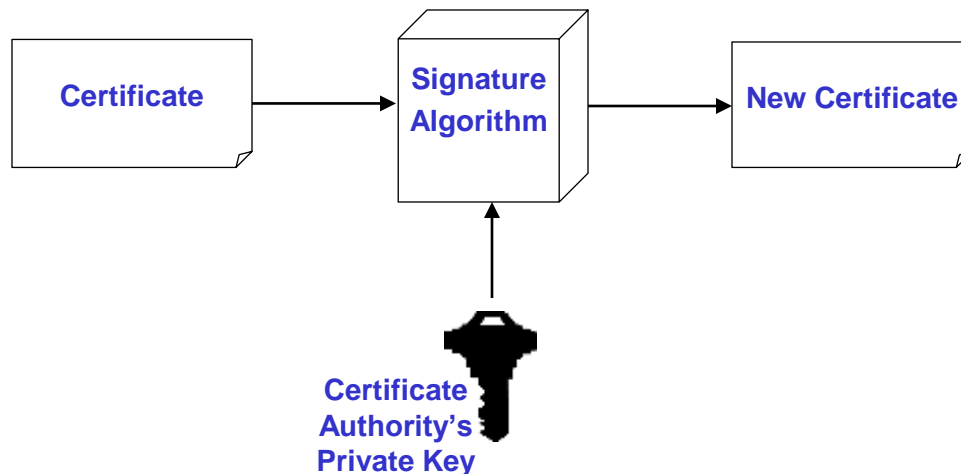 Certificate
Signature
Algorithm
New Certificate
Certificate
Authority’s
Private Key